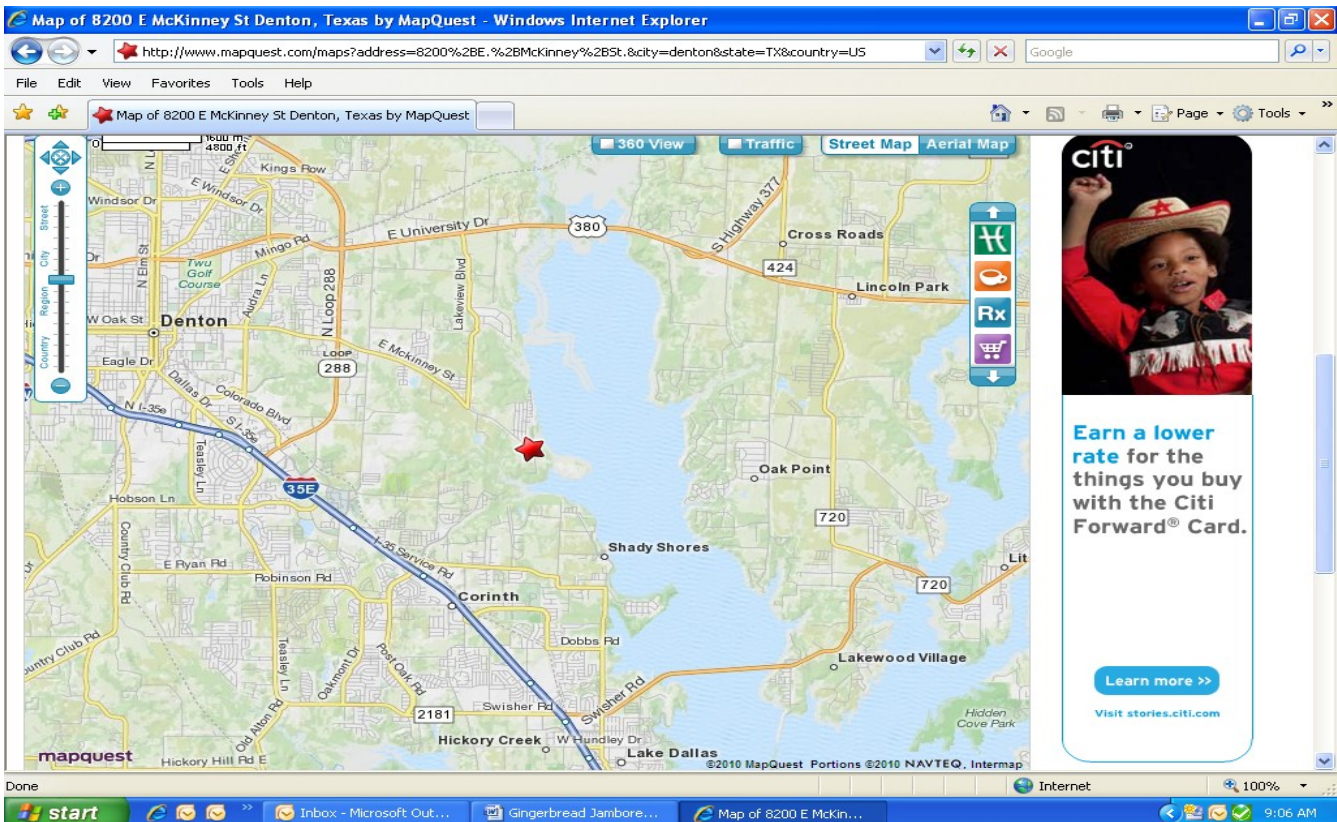 Map of 8200 E McKinney St Denton, Texas by MapQuest - Windows Internet Explorer
http://www.mapquest.com/maps?address=8200%2BE.%2BMcKinney%2BSt.&city=denton&state=TX&country=US
Google
File Edit View Favorites Tools Help
Map of 8200 E McKinney St Denton, Texas by MapQuest
Page Tools
4800 ft
360 View Traffic Street Map Aerial Map
Street
City
Region
Country
Kings Row
E Windsor Dr
Windsor Dr
Mingo Rd
E University Dr
380
S Highway 377
Cross Roads
424
Lincoln Park
Twu
Golf
Course
N Elm St
Audra Ln
N Loop 288
Lakeview Blvd
W Oak St
Denton
E Mckinney St
LOOP
288
Eagle Dr
Dallas Dr
Colorado Blvd
N I-35e
S I-35e
Teasley Ln
35E
Oak Point
720
Hobson Ln
Country Club Rd
E Ryan Rd
Robinson Rd
I-35 Service Rd
Shady Shores
Lit
720
Corinth
Dobbs Rd
Lakewood Village
Teasley Ln
Oakmont Dr
Post Oak Rd
Country Club Rd
Old Alton Rd
2181
Swisher Rd
Swisher Rd
Hidden
Cove Park
Hickory Creek
W Hundley Dr
Lake Dallas
Hickory Hill Rd E
mapquest
©2010 MapQuest Portions ©2010 NAVTEQ, Intermap
Rx
citi
Earn a lower
rate for the
things you buy
with the Citi
Forward® Card.
Learn more >>
Visit stories.citi.com
Done
Internet
100%
start
Inbox - Microsoft Out...
Gingerbread Jambore...
Map of 8200 E McKin...
9:06 AM